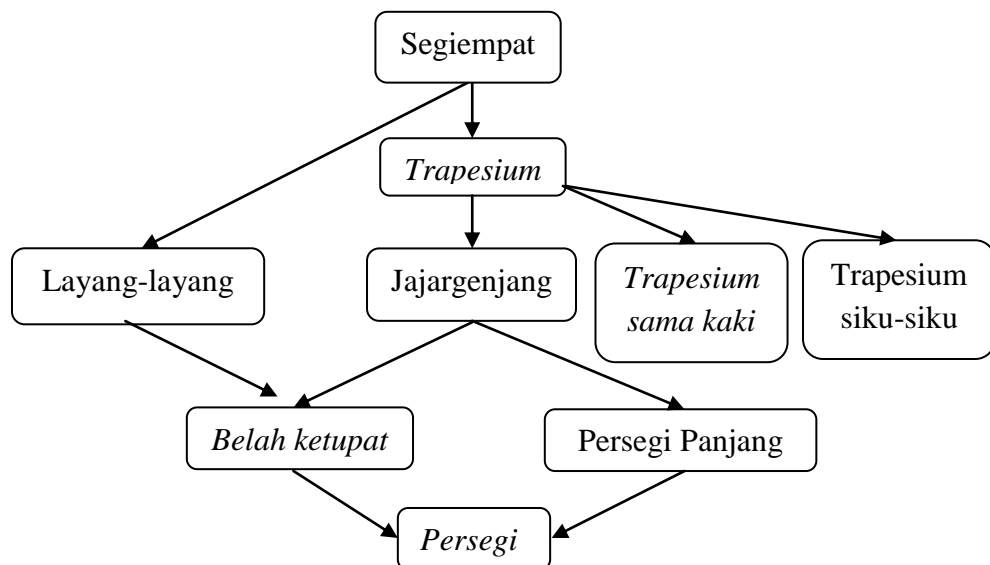 Segiempat
Trapesium
Layang-layang
Jajargenjang
Trapesium
sama kaki
Trapesium
siku-siku
Belah ketupat
Persegi Panjang
Persegi